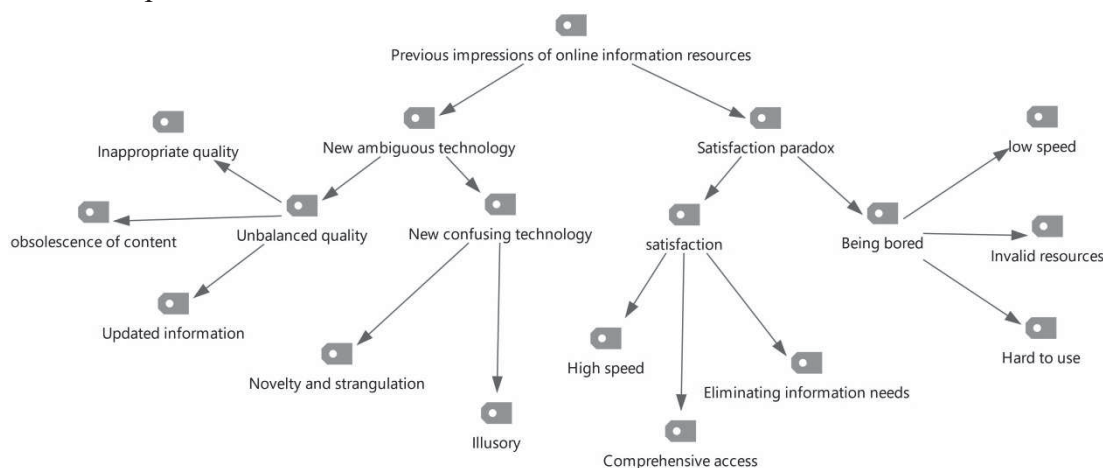 Previous impressions of online information resources
Inappropriate quality
New ambiguous technology
Satisfaction paradox
low speed
obsolescence of content
Unbalanced quality
New confusing technology
satisfaction
Being bored
Invalid resources
Updated information
Novelty and strangulation
High speed
Eliminating information needs
Hard to use
Illusory
Comprehensive access